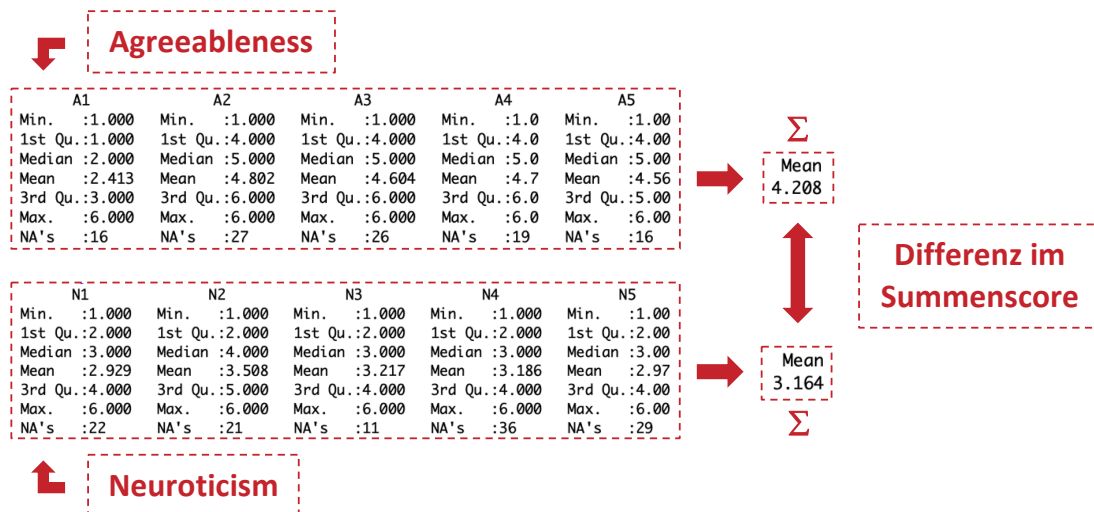 Agreeableness
A1 A2 A3 A4 A5
Min. :1.000 Min. :1.000 Min. :1.000 Min. :1.0 Min. :1.00
1st Qu.:1.000 1st Qu.:4.000 1st Qu.:4.000 1st Qu.:4.0 1st Qu.:4.00
Median :2.000 Median :5.000 Median :5.000 Median :5.0 Median :5.00
Mean :2.413 Mean :4.802 Mean :4.604 Mean :4.7 Mean :4.56
3rd Qu.:3.000 3rd Qu.:6.000 3rd Qu.:6.000 3rd Qu.:6.0 3rd Qu.:5.00
Max. :6.000 Max. :6.000 Max. :6.000 Max. :6.0 Max. :6.00
NA's :16 NA's :27 NA's :26 NA's :19 NA's :16
Σ
Mean
4.208
Differenz im
Summenscore
N1 N2 N3 N4 N5
Min. :1.000 Min. :1.000 Min. :1.000 Min. :1.000 Min. :1.00
1st Qu.:2.000 1st Qu.:2.000 1st Qu.:2.000 1st Qu.:2.000 1st Qu.:2.00
Median :3.000 Median :4.000 Median :3.000 Median :3.000 Median :3.00
Mean :2.929 Mean :3.508 Mean :3.217 Mean :3.186 Mean :2.97
3rd Qu.:4.000 3rd Qu.:5.000 3rd Qu.:4.000 3rd Qu.:4.000 3rd Qu.:4.00
Max. :6.000 Max. :6.000 Max. :6.000 Max. :6.000 Max. :6.00
NA's :22 NA's :21 NA's :11 NA's :36 NA's :29
Mean
3.164
Σ
Neuroticism